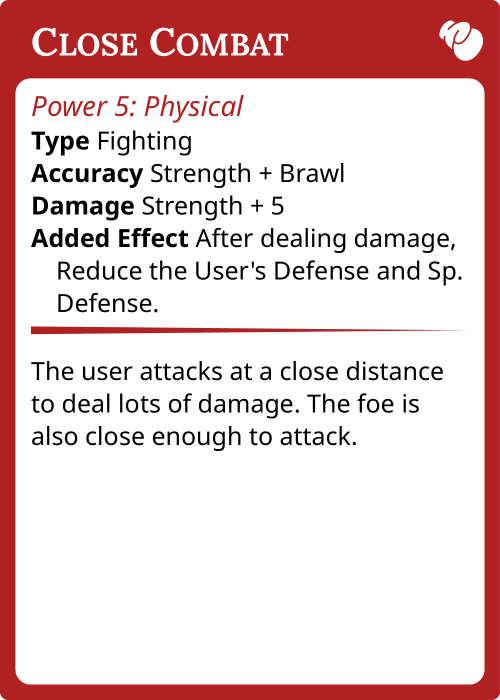 Close Combat
Power 5: Physical
Type Fighting
Accuracy Strength + Brawl
Damage Strength + 5
Added Effect After dealing damage,
Reduce the User's Defense and Sp.
Defense.
The user attacks at a close distance
to deal lots of damage. The foe is
also close enough to attack.